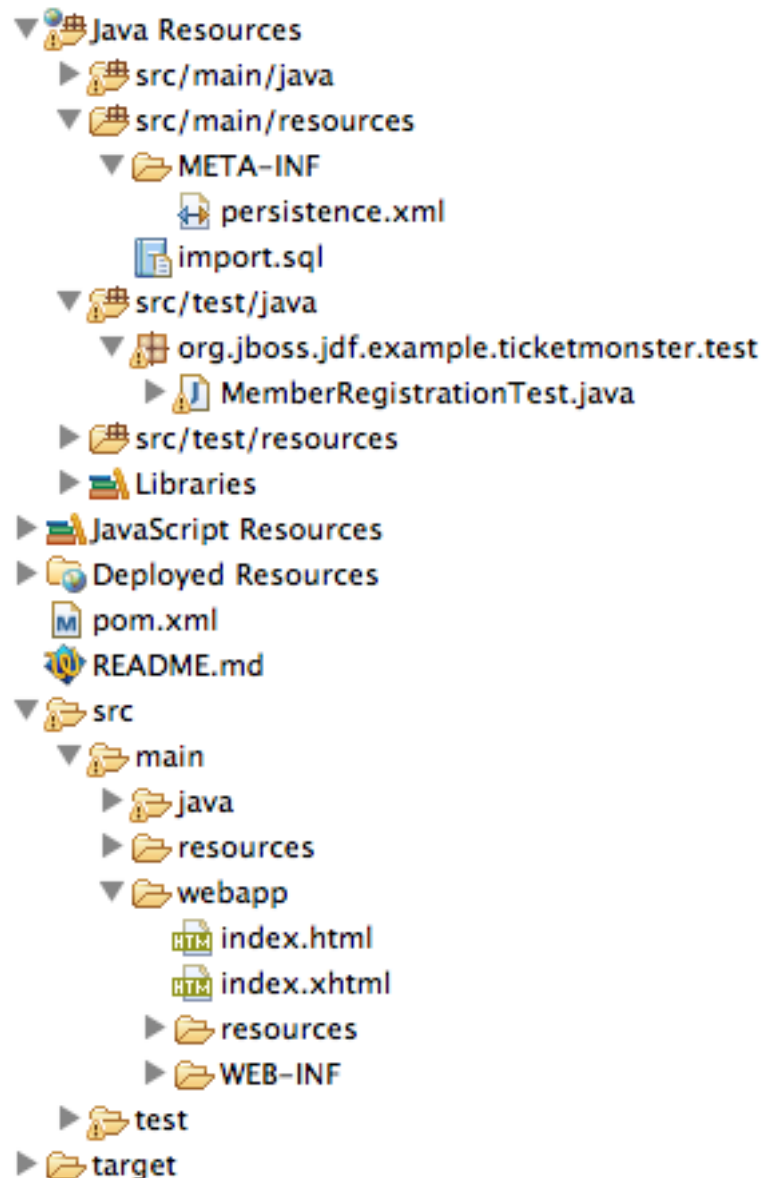 Java Resources
src/main/java
src/main/resources
META-INF
persistence.xml
import.sql
src/test/java
org.jboss.jdf.example.ticketmonster.test
J MemberRegistrationTest.java
src/test/resources
Libraries
JavaScript Resources
Deployed Resources
M pom.xml
README.md
src
main
java
resources
webapp
HTM index.html
HTM index.xhtml
resources
WEB-INF
test
target